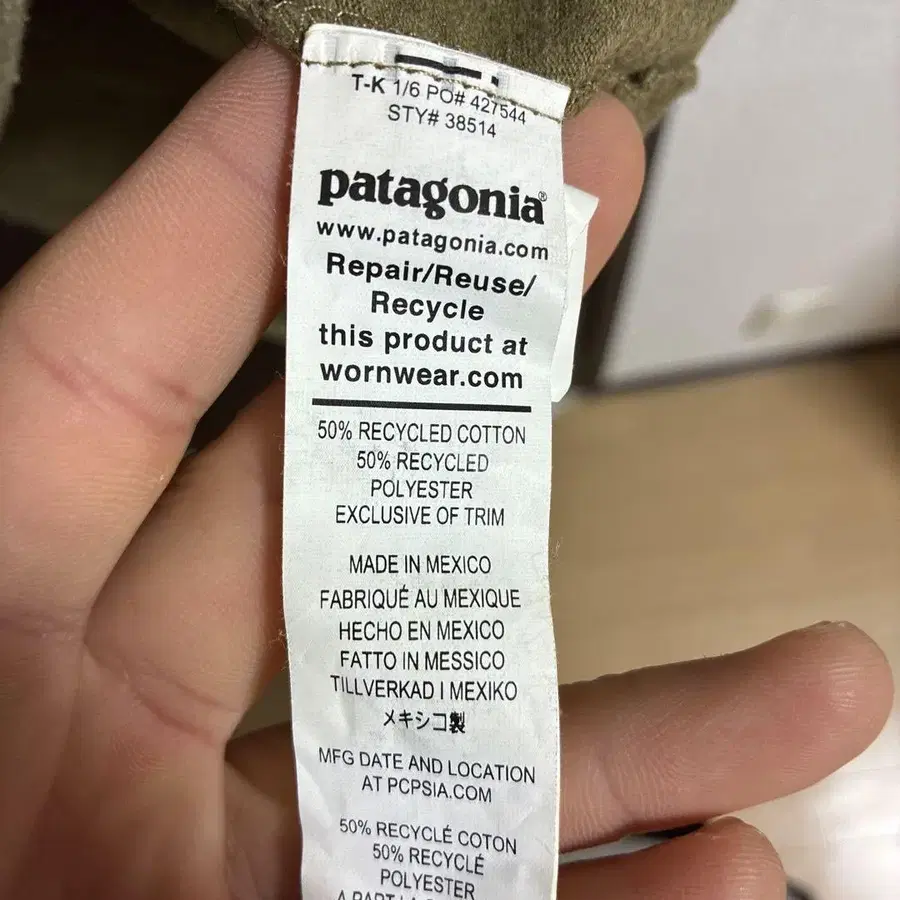 T-K 1/6 PO# 427544
STY# 38514
patagonia®
www.patagonia.com
Repair/Reuse/
Recycle
this product at
wornwear.com
50% RECYCLED COTTON
50% RECYCLED
POLYESTER
EXCLUSIVE OF TRIM
MADE IN MEXICO
FABRIQUÉ AU MEXIQUE
HECHO EN MEXICO
FATTO IN MESSICO
TILLVERKAD I MEXIKO
メキシコ製
MFG DATE AND LOCATION
AT PCPSIA.COM
50% RECYCLÉ COTON
50% RECYCLÉ
POLYESTER